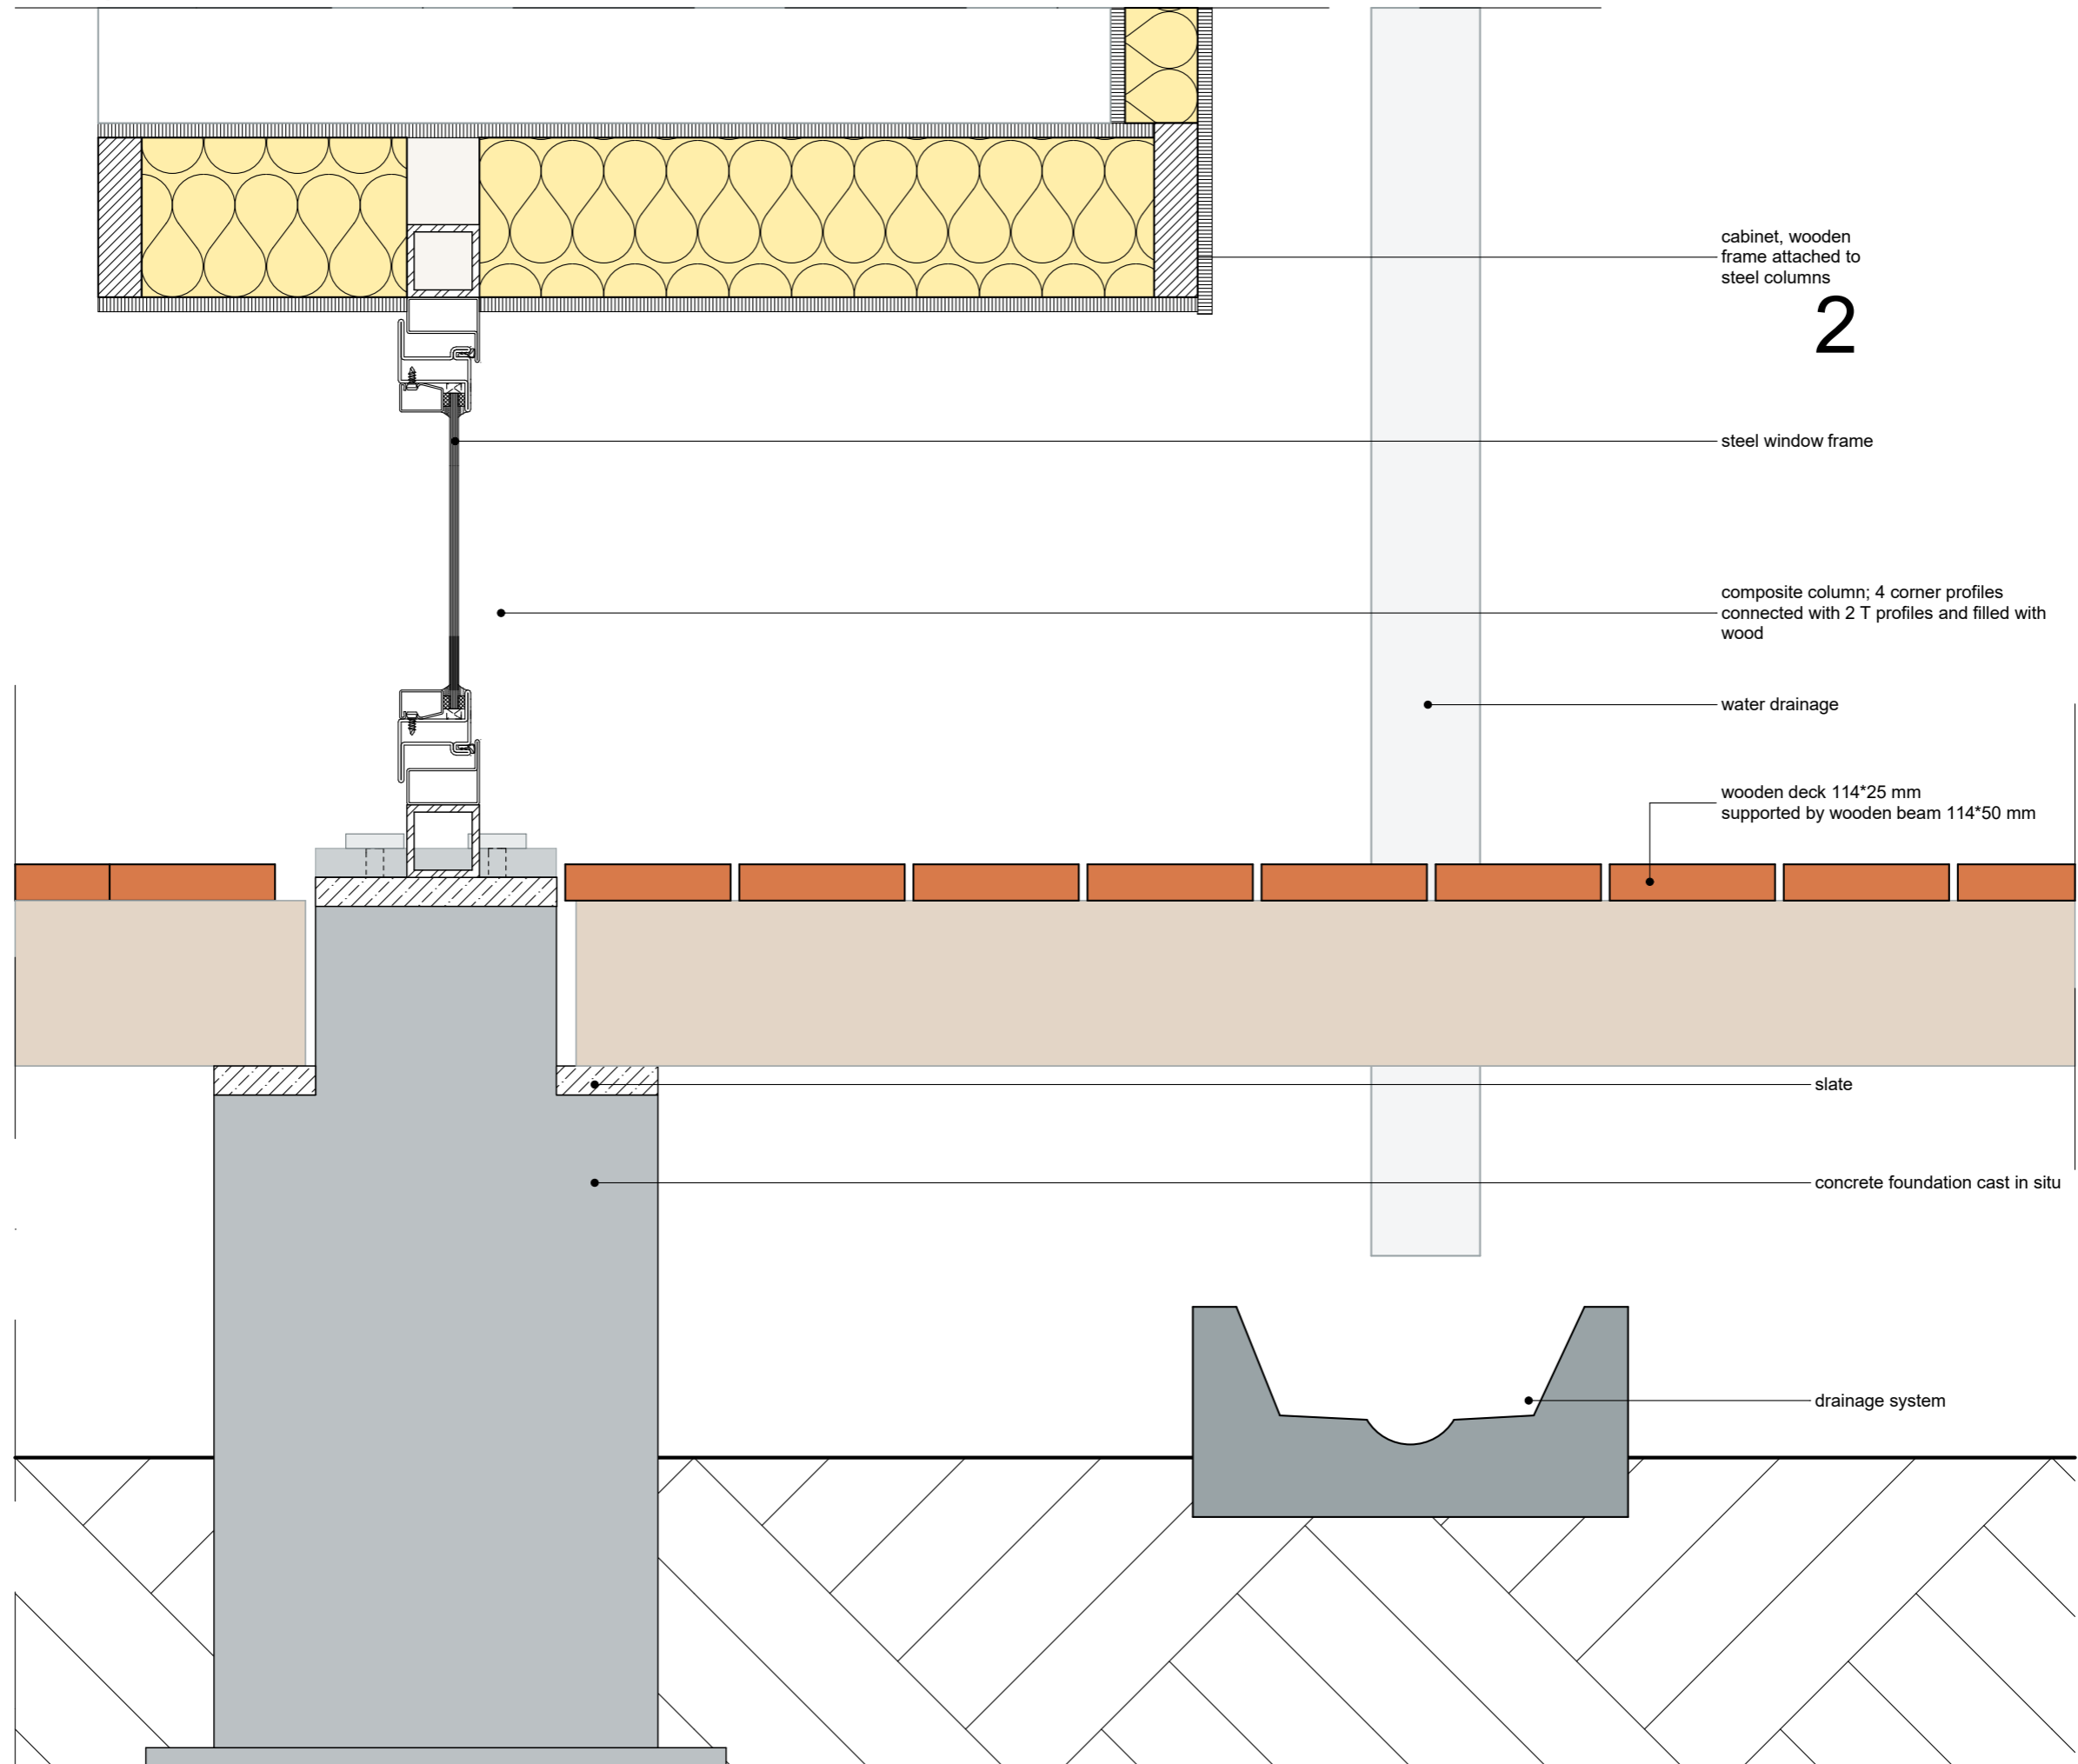 cabinet, wooden
frame attached to
steel columns
2
steel window frame
composite column; 4 corner profiles
connected with 2 T profiles and filled with
wood
water drainage
wooden deck 114*25 mm
supported by wooden beam 114*50 mm
slate
concrete foundation cast in situ
drainage system